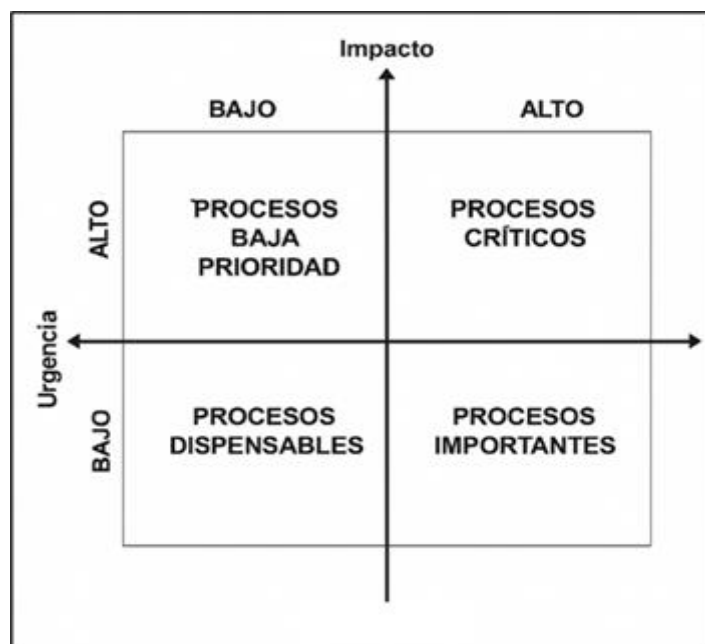 Impacto
BAJO
ALTO
ALTO
PROCESOS
BAJA
PRIORIDAD
PROCESOS
CRÍTICOS
Urgencia
BAJO
PROCESOS
DISPENSABLES
PROCESOS
IMPORTANTES